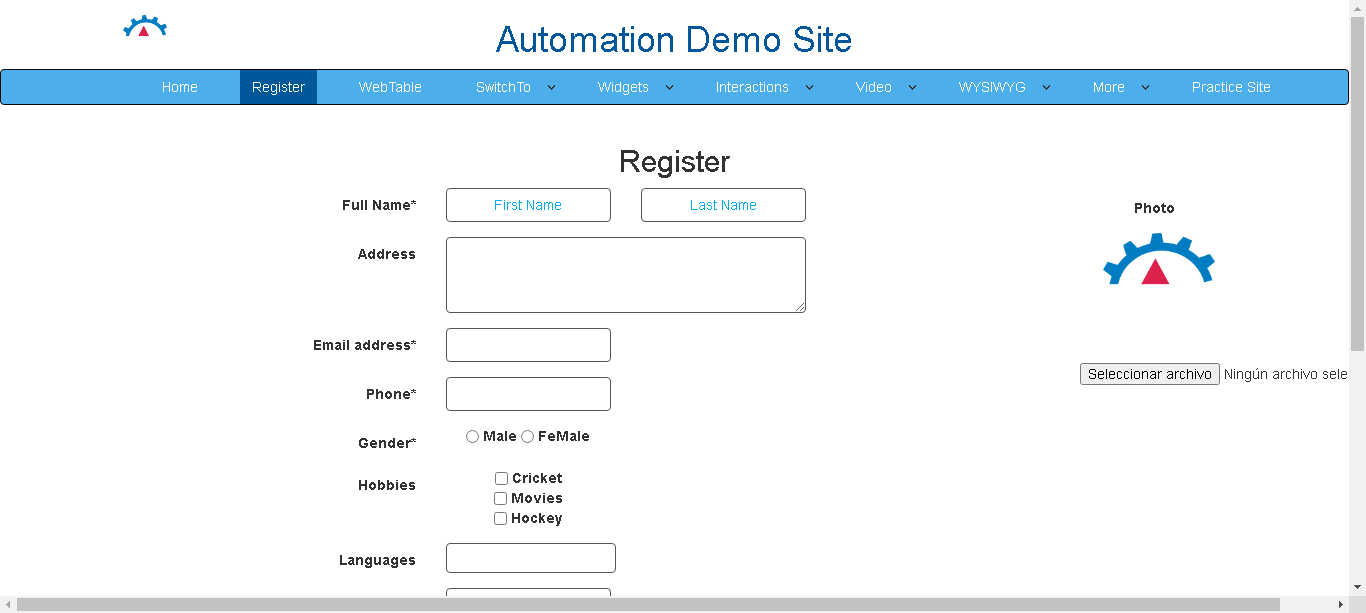 Automation Demo Site
Home Register WebTable SwitchTo Widgets Interactions Video WYSIWYG More Practice Site
Register
Full Name* First Name Last Name
Photo
Address
Email address*
Seleccionar archivo Ningún archivo sele
Phone*
Gender* Male FeMale
Hobbies Cricket
Movies
Hockey
Languages